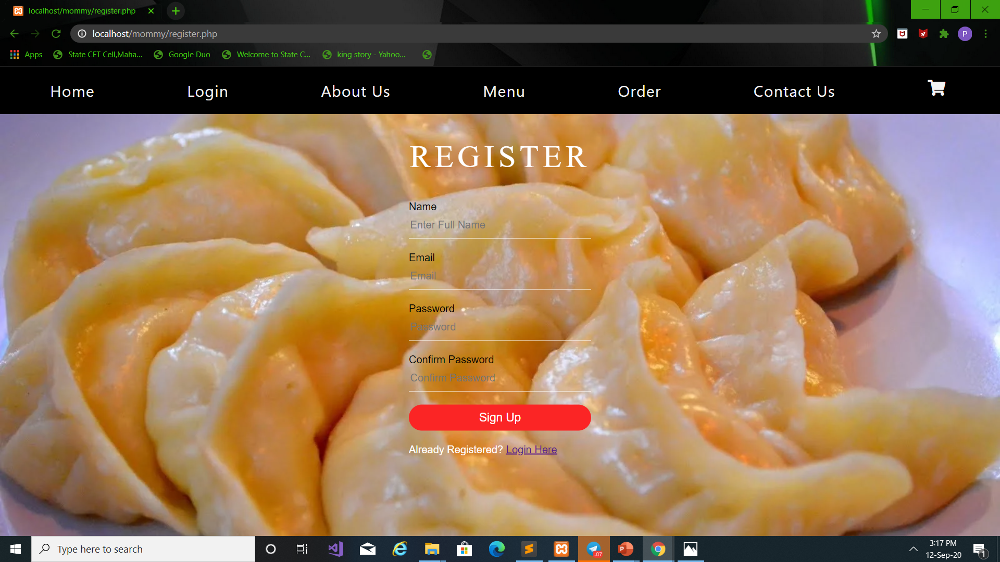 localhost/mommy/register.php
localhost/mommy/register.php
Apps State CET Cell,Maha... Google Duo Welcome to State C... king story - Yahoo...
P
Home Login About Us Menu Order Contact Us
REGISTER
Name
Enter Full Name
Email
Email
Password
Password
Confirm Password
Confirm Password
Sign Up
Already Registered? Login Here
Type here to search
..07
P
3:17 PM
12-Sep-20
1